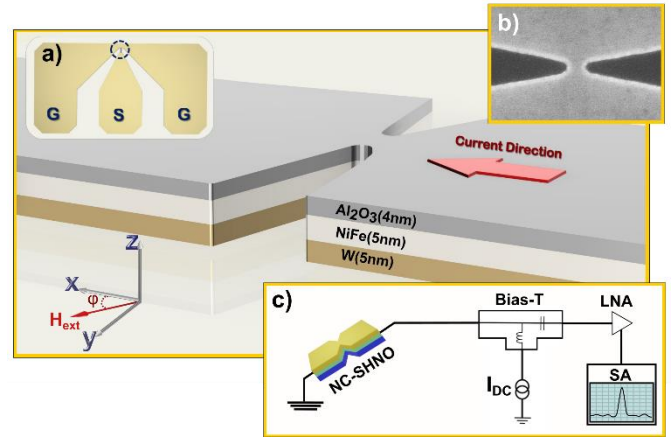 a)
G
S
G
b)
Current Direction
Al₂O₃(4nm)
NiFe(5nm)
W(5nm)
z
x
φ
Hext
y
c)
Bias-T
LNA
NC-SHNO
IDC
SA